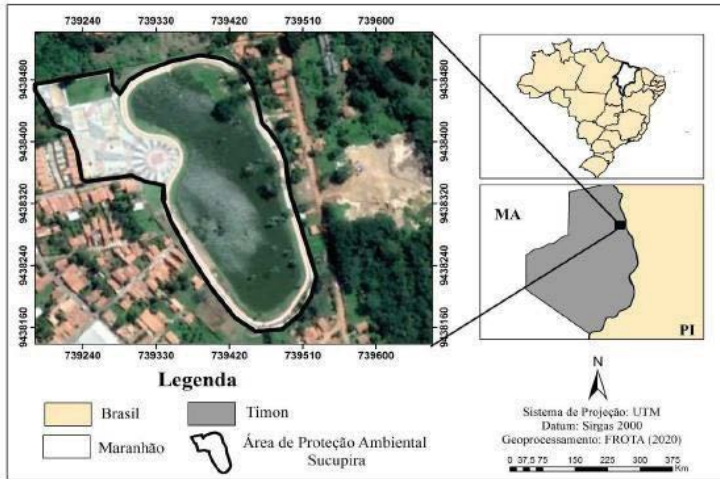 739240 739330 739420 739510 739600
9438480
9438400
9438320
9438240
9438160
9438480
9438400
9438320
9438240
9438160
739240 739330 739420 739510 739600
MA
PI
Legenda
Brasil
Timon
Maranhão
Área de Proteção Ambiental
Sucupira
N
Sistema de Projeção: UTM
Datum: Sirgas 2000
Geoprocessamento: FROTA (2020)
0 37,5 75 150 225 300 375
Km